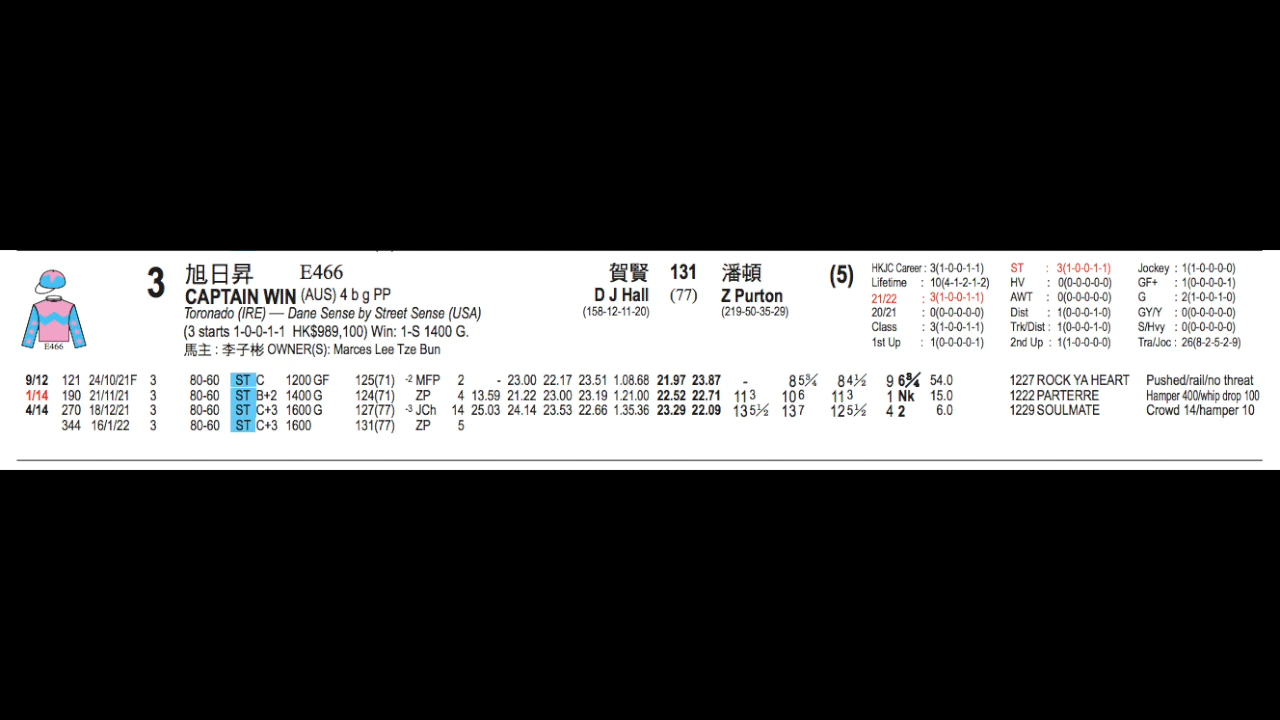 3 旭日昇 E466 賀賢 131 潘頓 (5)
CAPTAIN WIN (AUS) 4 b g PP D J Hall (77) Z Purton
Toronado (IRE) — Dane Sense by Street Sense (USA) (158-12-11-20) (219-50-35-29)
(3 starts 1-0-0-1-1 HK$989,100) Win: 1-S 1400 G.
馬主 : 李子彬 OWNER(S): Marces Lee Tze Bun
E466
HKJC Career : 3(1-0-0-1-1) ST : 3(1-0-0-1-1) Jockey : 1(1-0-0-0-0)
Lifetime : 10(4-1-2-1-2) HV : 0(0-0-0-0-0) GF+ : 1(0-0-0-0-1)
21/22 : 3(1-0-0-1-1) AWT : 0(0-0-0-0-0) G : 2(1-0-0-1-0)
20/21 : 0(0-0-0-0-0) Dist : 1(0-0-0-1-0) GY/Y : 0(0-0-0-0-0)
Class : 3(1-0-0-1-1) Trk/Dist : 1(0-0-0-1-0) S/Hvy : 0(0-0-0-0-0)
1st Up : 1(0-0-0-0-1) 2nd Up : 1(1-0-0-0-0) Tra/Joc : 26(8-2-5-2-9)
9/12 121 24/10/21F 3 80-60 ST C 1200 GF 125(71) -2 MFP 2 - 23.00 22.17 23.51 1.08.68 21.97 23.87 - 8 5¾ 8 4½ 9 6¾ 54.0 1227 ROCK YA HEART Pushed/rail/no threat
1/14 190 21/11/21 3 80-60 ST B+2 1400 G 124(71) ZP 4 13.59 21.22 23.00 23.19 1.21.00 22.52 22.71 11 3 10 6 11 3 1 Nk 15.0 1222 PARTERRE Hamper 400/whip drop 100
4/14 270 18/12/21 3 80-60 ST C+3 1600 G 127(77) -3 JCh 14 25.03 24.14 23.53 22.66 1.35.36 23.29 22.09 13 5½ 13 7 12 5½ 4 2 6.0 1229 SOULMATE Crowd 14/hamper 10
344 16/1/22 3 80-60 ST C+3 1600 131(77) ZP 5